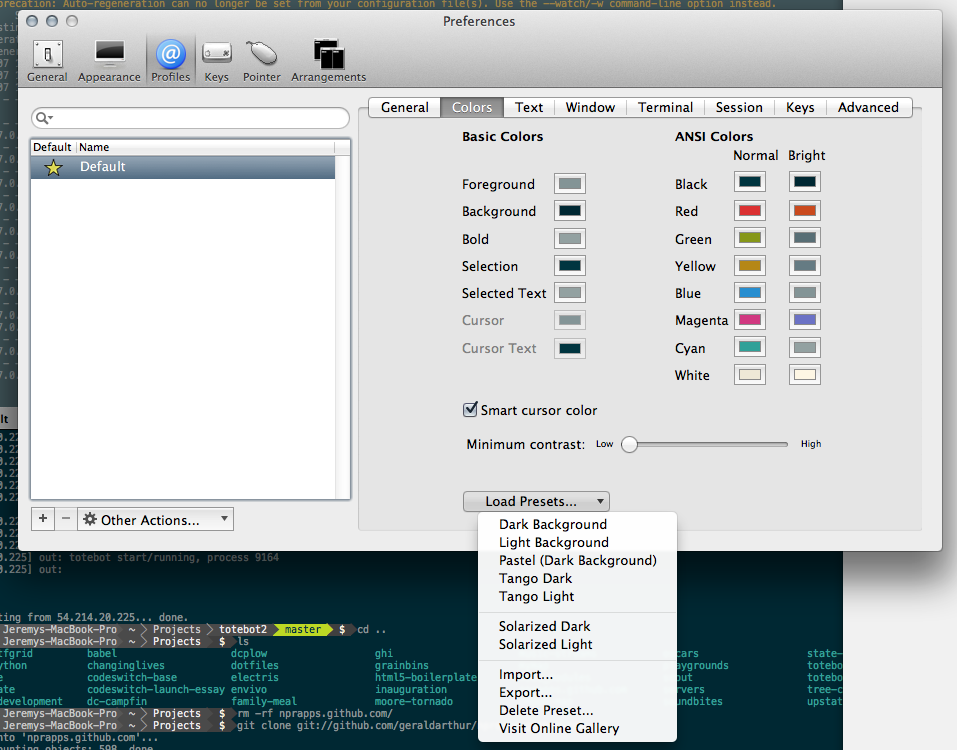 precation: Auto-regeneration can no longer be set from your configuration file(s). Use the --watch/-w command-line option instead.
Preferences
General Appearance Profiles Keys Pointer Arrangements
General Colors Text Window Terminal Session Keys Advanced
Default Name
Default
Basic Colors
Foreground
Background
Bold
Selection
Selected Text
Cursor
Cursor Text
ANSI Colors
Normal Bright
Black
Red
Green
Yellow
Blue
Magenta
Cyan
White
Smart cursor color
Minimum contrast: Low High
+ − Other Actions...
Load Presets...
Dark Background
Light Background
Pastel (Dark Background)
Tango Dark
Tango Light
Solarized Dark
Solarized Light
Import...
Export...
Delete Preset...
Visit Online Gallery
0.225] out: totebot start/running, process 9164
0.225] out:
ting from 54.214.20.225... done.
Jeremys-MacBook-Pro ~ Projects totebot2 master $ cd ..
Jeremys-MacBook-Pro ~ Projects $ ls
tfgrid babel dcplow ghi cars state-
ython changinglives dotfiles grainbins aygrounds totebo
e codeswitch-base electris html5-boilerplate out totebo
ate codeswitch-launch-essay envivo inauguration rvers tree-c
development dc-campfin family-meal moore-tornado undbites upstat
Jeremys-MacBook-Pro ~ Projects $ rm -rf nprapps.github.com/
Jeremys-MacBook-Pro ~ Projects $ git clone git://github.com/geraldarthur/
nto 'nprapps.github.com'...
ounting objects: 598, done.